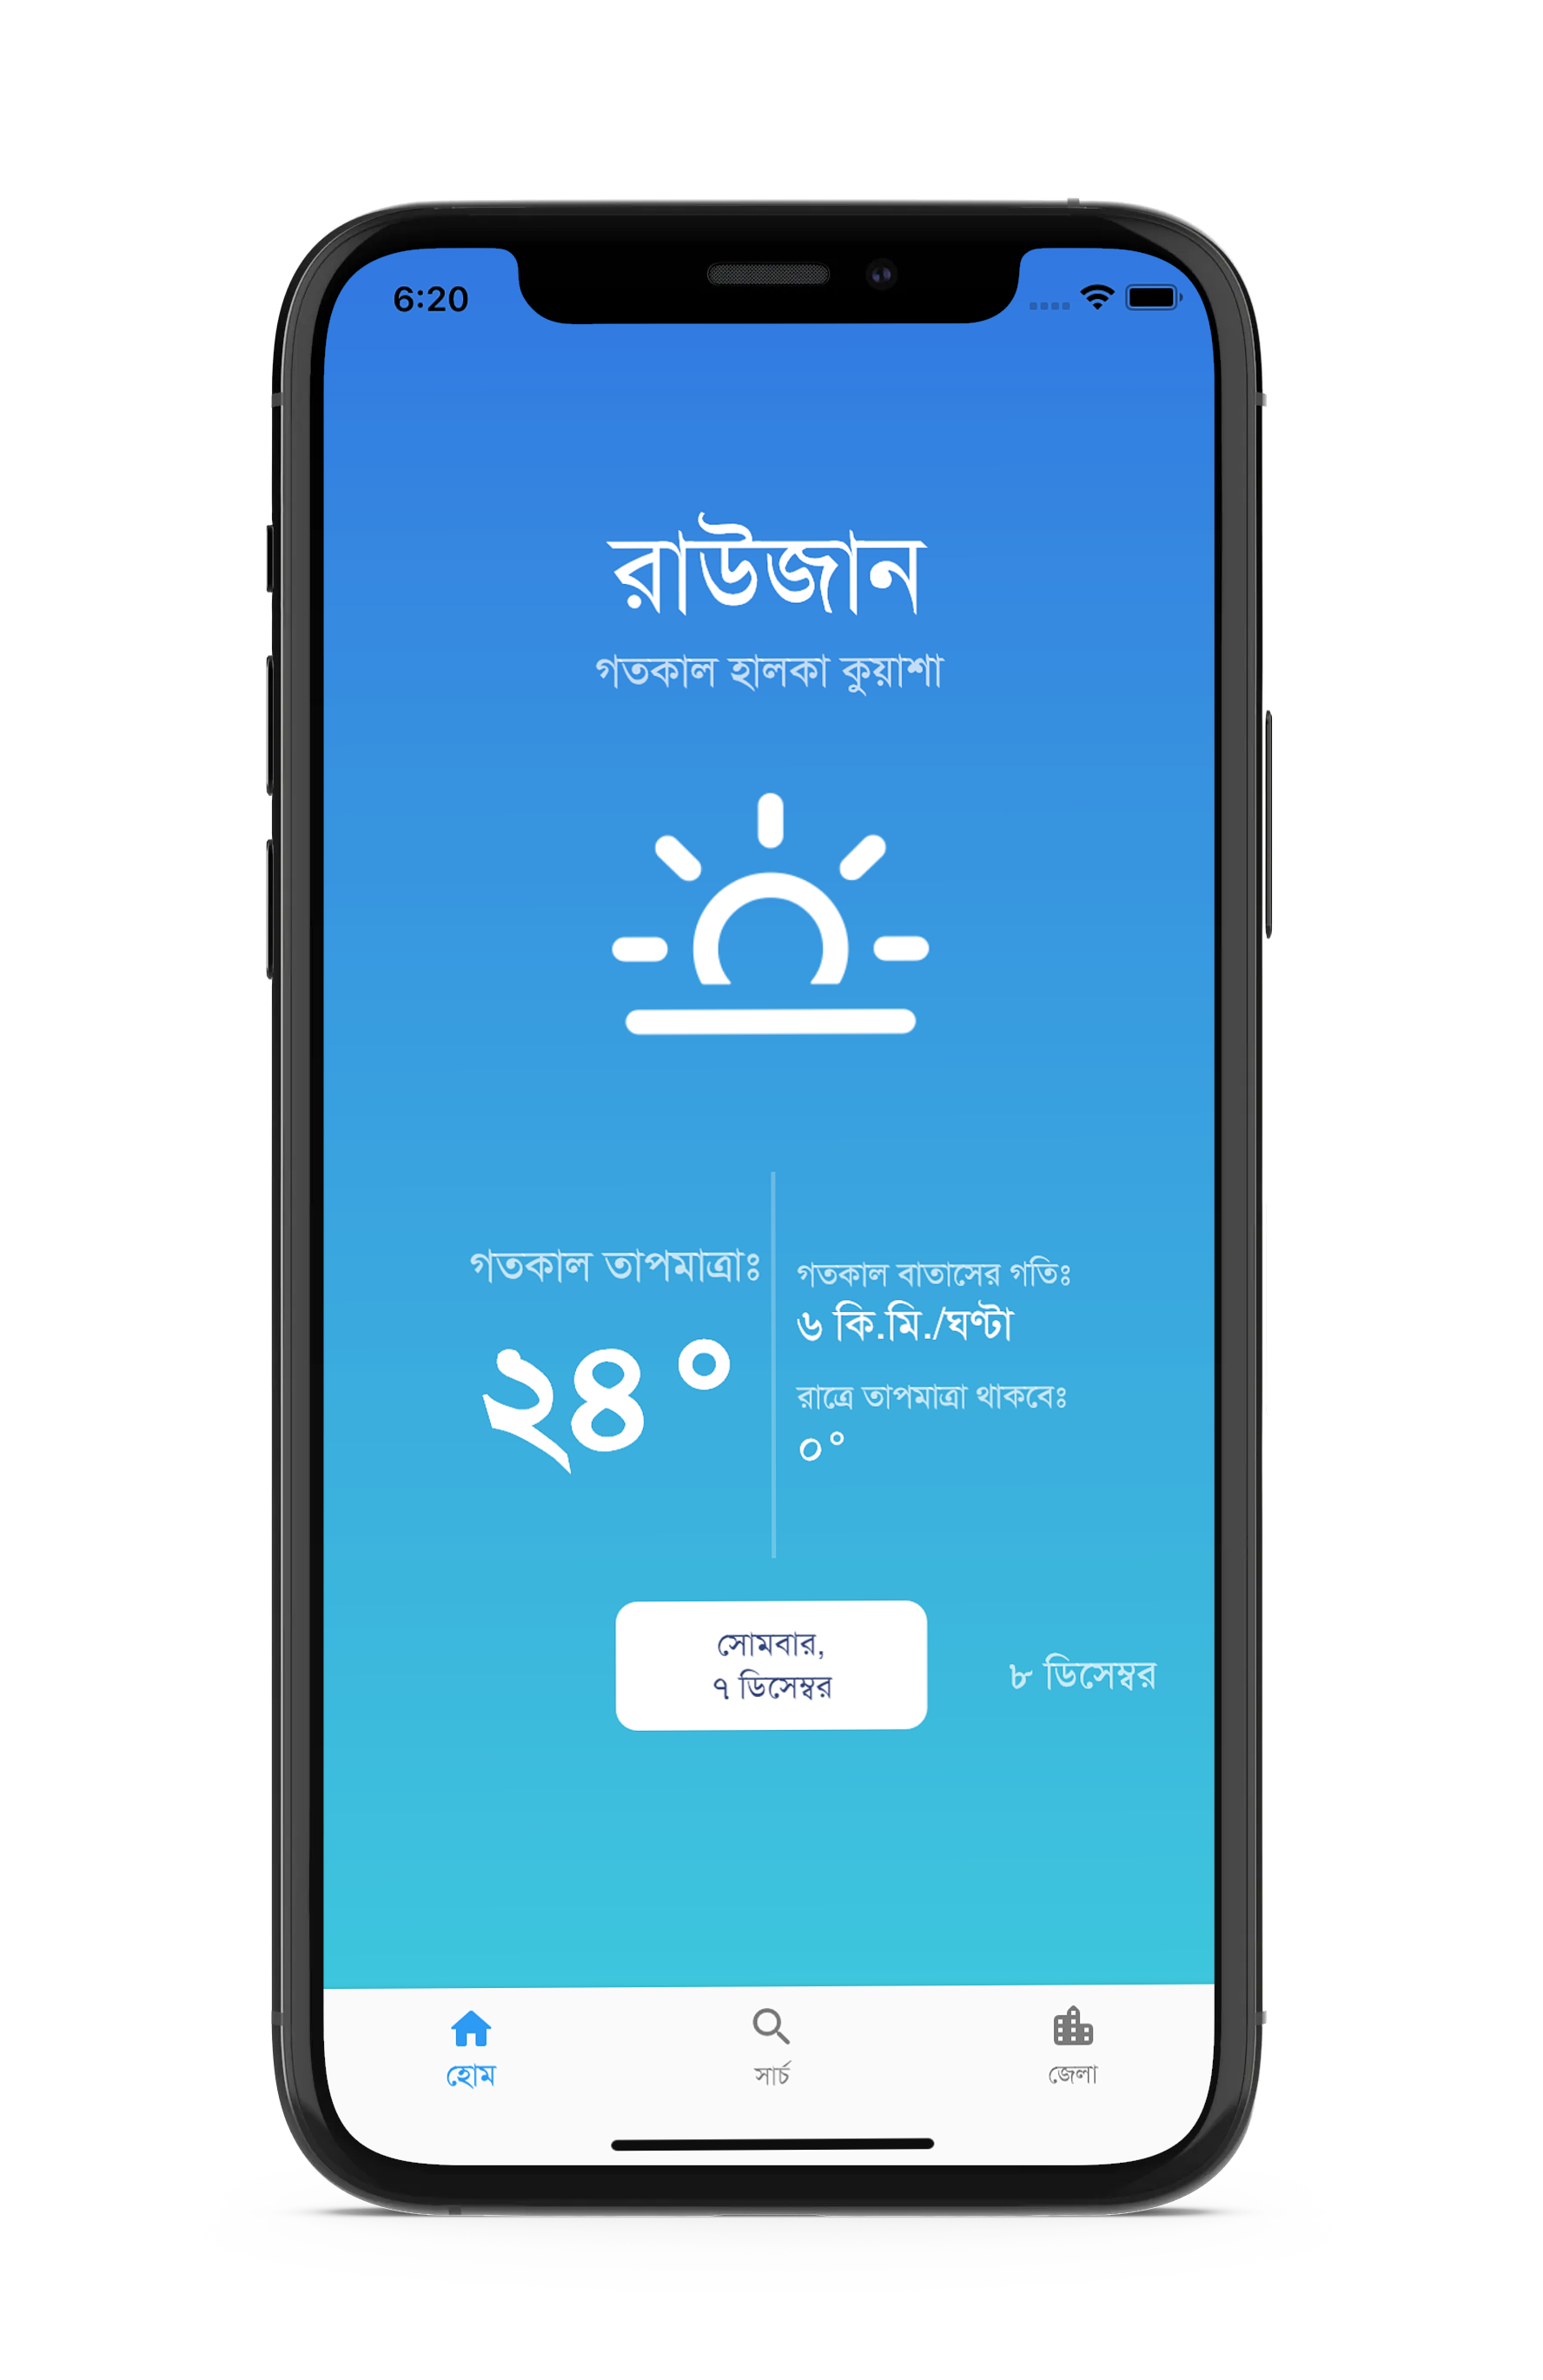 6:20
রাউজান
গতকাল হালকা কুয়াশা
গতকাল তাপমাত্রাঃ
২৪°
গতকাল বাতাসের গতিঃ
৬ কি.মি./ঘণ্টা
রাত্রে তাপমাত্রা থাকবেঃ
০°
সোমবার,
৭ ডিসেম্বর
৮ ডিসেম্বর
হোম
সার্চ
জেলা